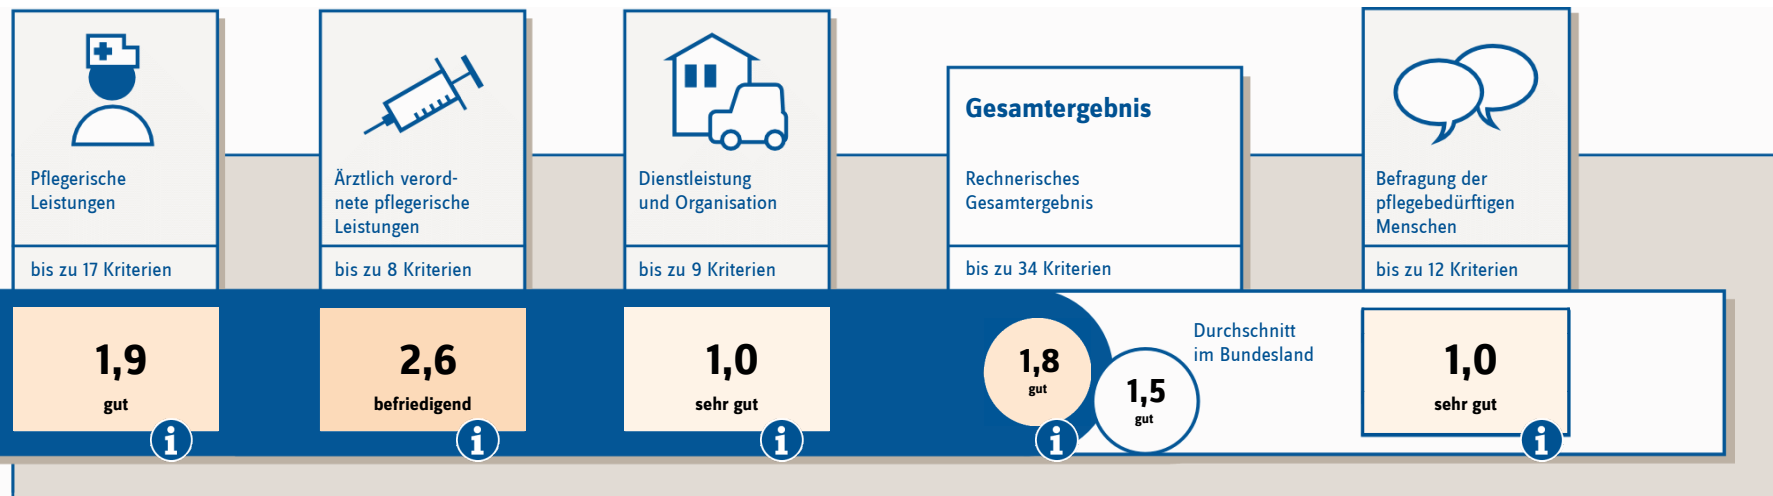 Pflegerische
Leistungen
bis zu 17 Kriterien
1,9
gut
Ärztlich verord-
nete pflegerische
Leistungen
bis zu 8 Kriterien
2,6
befriedigend
Dienstleistung
und Organisation
bis zu 9 Kriterien
1,0
sehr gut
Gesamtergebnis
Rechnerisches
Gesamtergebnis
bis zu 34 Kriterien
1,8
gut
1,5
gut
Durchschnitt
im Bundesland
Befragung der
pflegebedürftigen
Menschen
bis zu 12 Kriterien
1,0
sehr gut